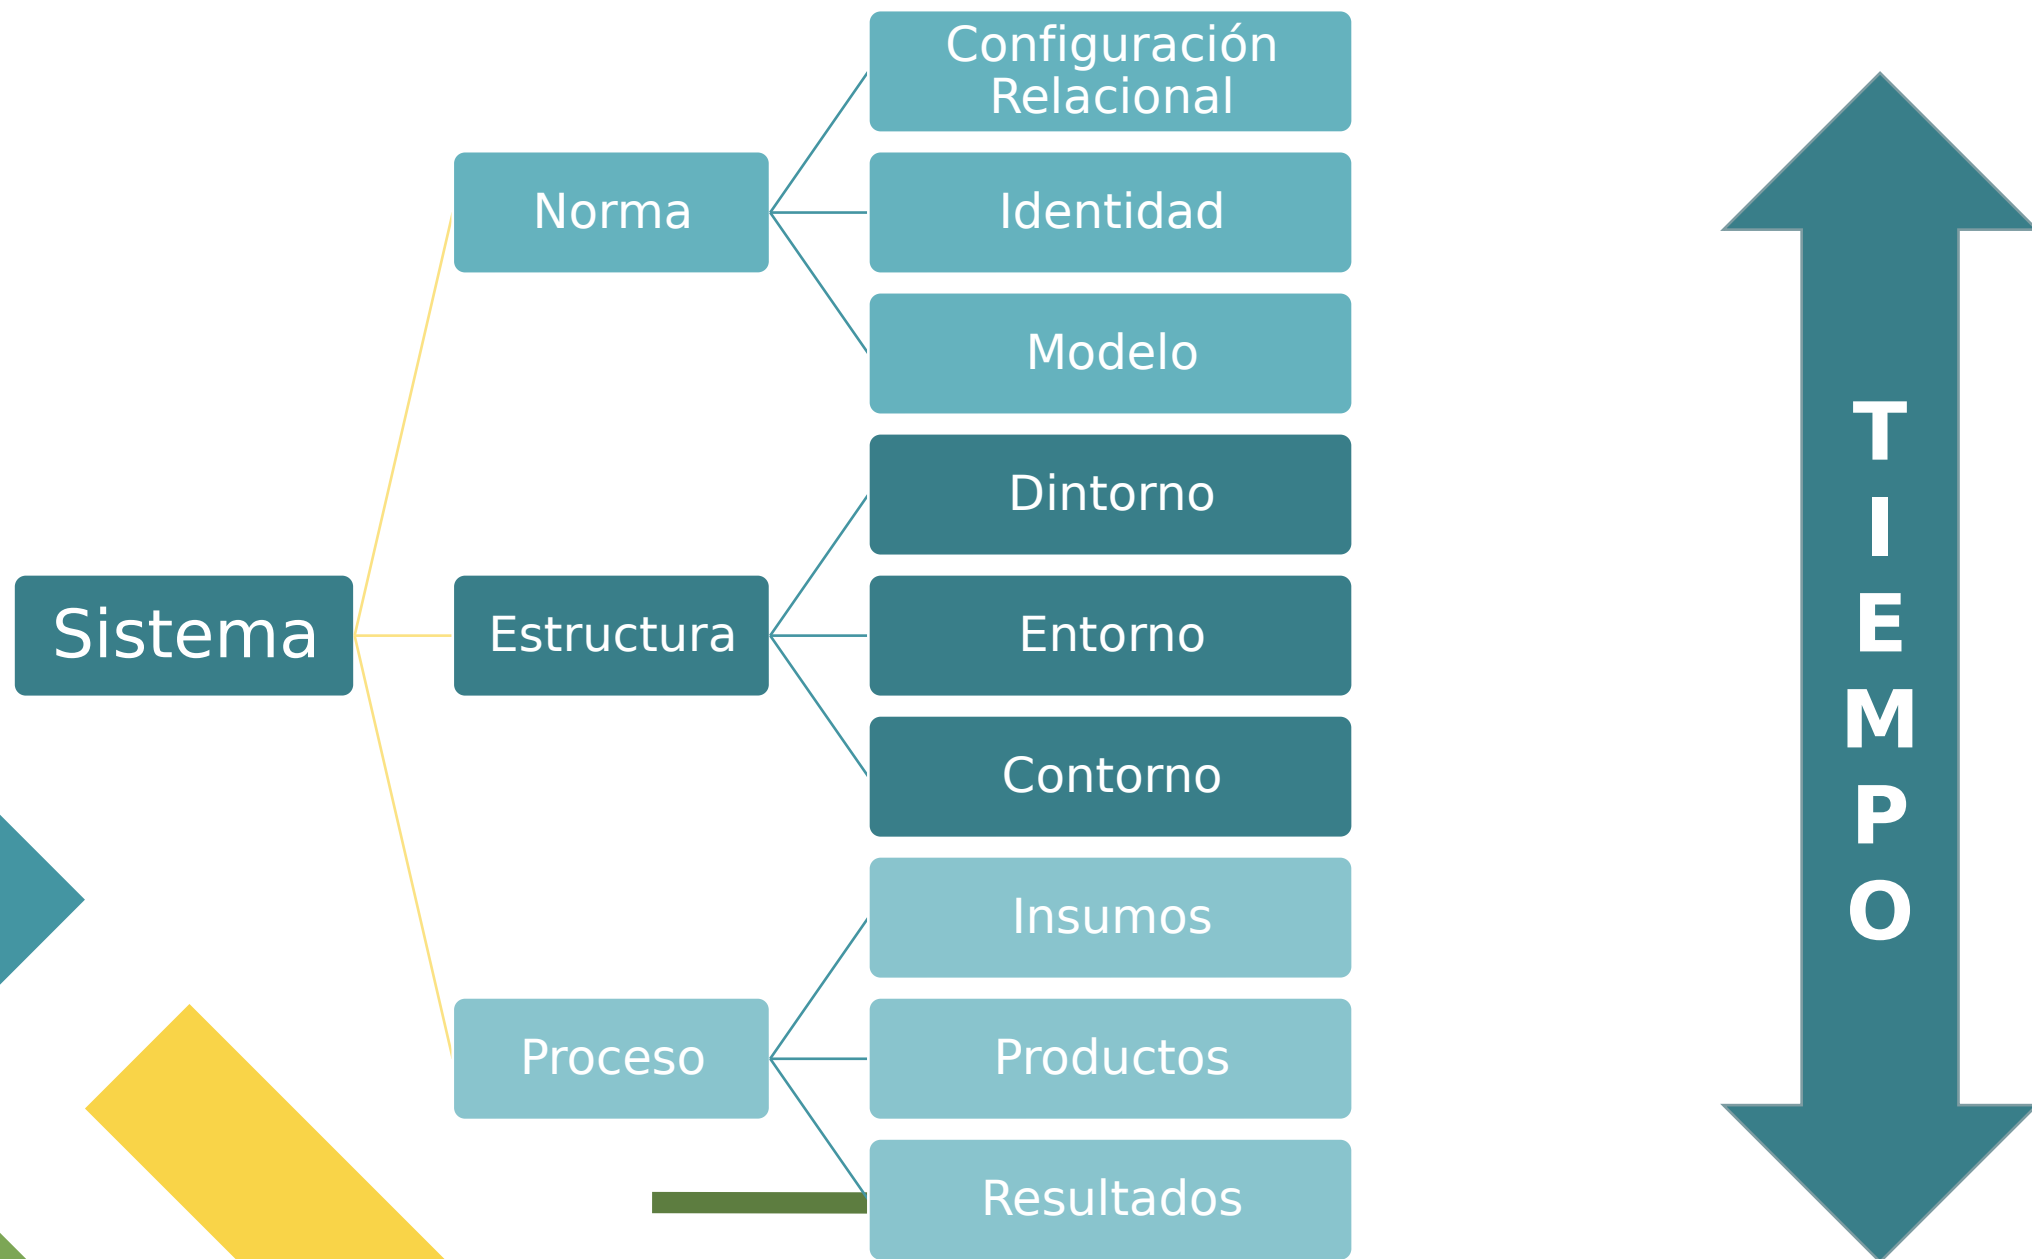 Configuración
Relacional
Norma
Identidad
Modelo
Dintorno
Sistema
Estructura
Entorno
Contorno
Insumos
Proceso
Productos
Resultados
T
I
E
M
P
O